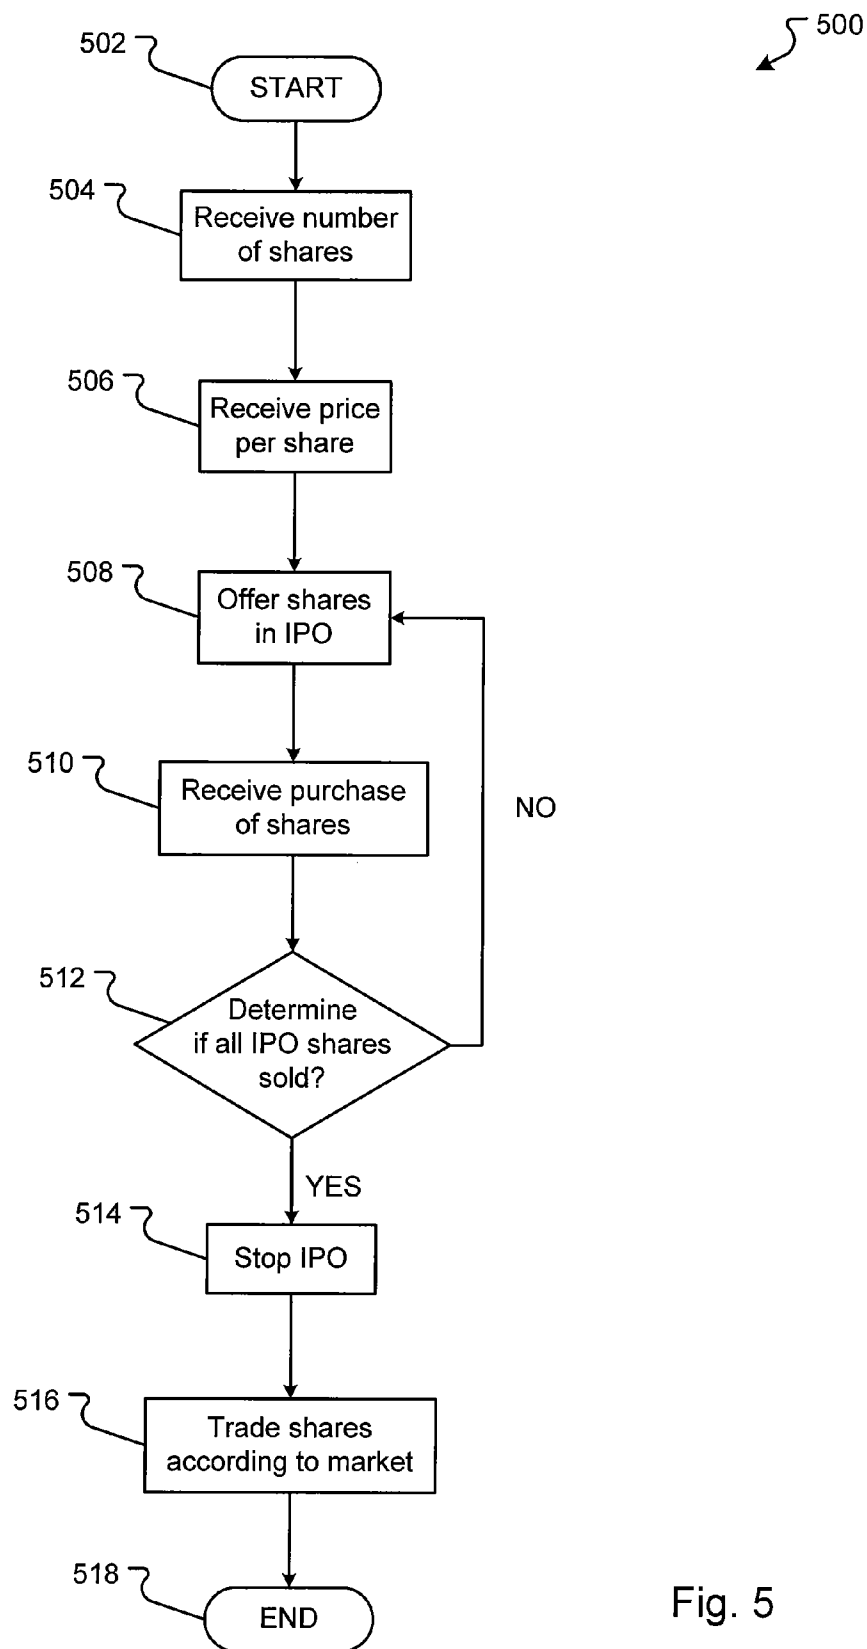 500
502
START
504
Receive number
of shares
506
Receive price
per share
508
Offer shares
in IPO
510
Receive purchase
of shares
NO
512
Determine
if all IPO shares
sold?
YES
514
Stop IPO
516
Trade shares
according to market
518
END
Fig. 5